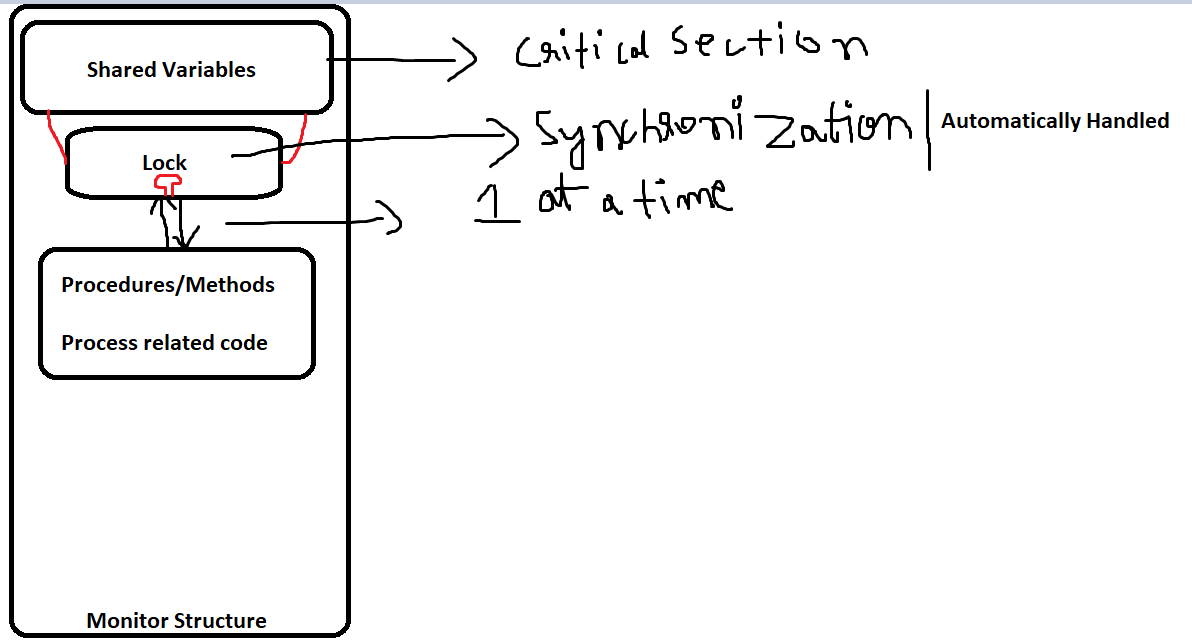 Shared Variables
Critical Section
Lock
Synchronization
Automatically Handled
1 at a time
Procedures/Methods
Process related code
Monitor Structure